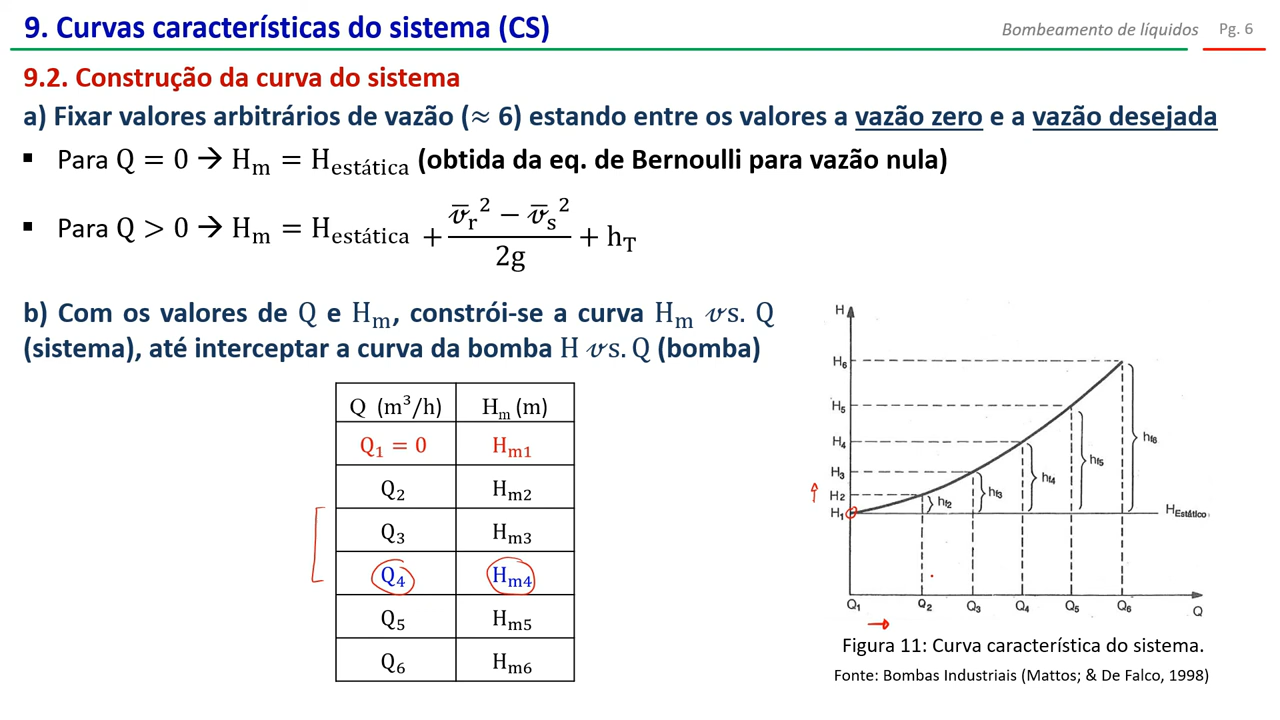 9. Curvas características do sistema (CS)
Bombeamento de líquidos
Pg. 6
9.2. Construção da curva do sistema
a) Fixar valores arbitrários de vazão (≈ 6) estando entre os valores a vazão zero e a vazão desejada
▪ Para Q = 0 → Hₘ = H_estática (obtida da eq. de Bernoulli para vazão nula)
▪ Para Q > 0 → Hₘ = H_estática + (v̅ᵣ² − v̅ₛ²)/2g + h_T
b) Com os valores de Q e Hₘ, constrói-se a curva Hₘ vs. Q
(sistema), até interceptar a curva da bomba H vs. Q (bomba)
Q (m³/h) Hₘ (m)
Q₁ = 0 Hₘ₁
Q₂ Hₘ₂
Q₃ Hₘ₃
Q₄ Hₘ₄
Q₅ Hₘ₅
Q₆ Hₘ₆
H
H₆
H₅
H₄
H₃
H₂
H₁
hf2
hf3
hf4
hf5
hf6
H Estático
Q₁ Q₂ Q₃ Q₄ Q₅ Q₆ Q
Figura 11: Curva característica do sistema.
Fonte: Bombas Industriais (Mattos; & De Falco, 1998)